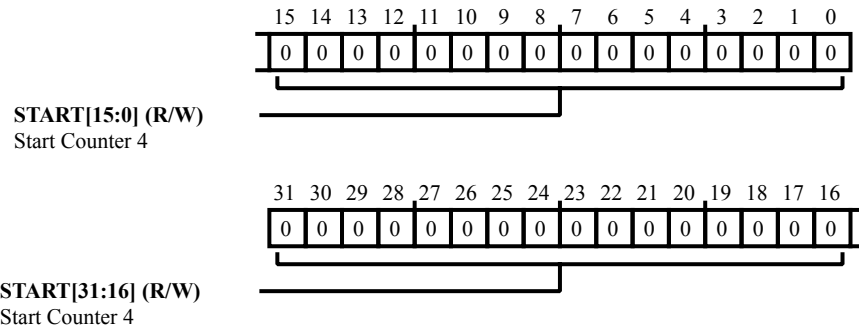 15 14 13 12 11 10 9 8 7 6 5 4 3 2 1 0
0 0 0 0 0 0 0 0 0 0 0 0 0 0 0 0
START[15:0] (R/W)
Start Counter 4
31 30 29 28 27 26 25 24 23 22 21 20 19 18 17 16
0 0 0 0 0 0 0 0 0 0 0 0 0 0 0 0
START[31:16] (R/W)
Start Counter 4